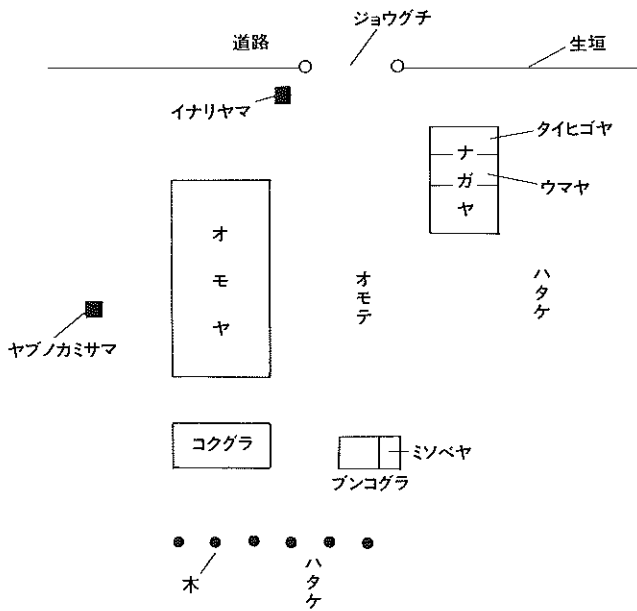 ジョウグチ
道路
生垣
イナリヤマ
タイヒゴヤ
ナガヤ
ウマヤ
オモヤ
オモテ
ハタケ
ヤブノカミサマ
コクグラ
ミソベヤ
ブンコグラ
木
ハタケ